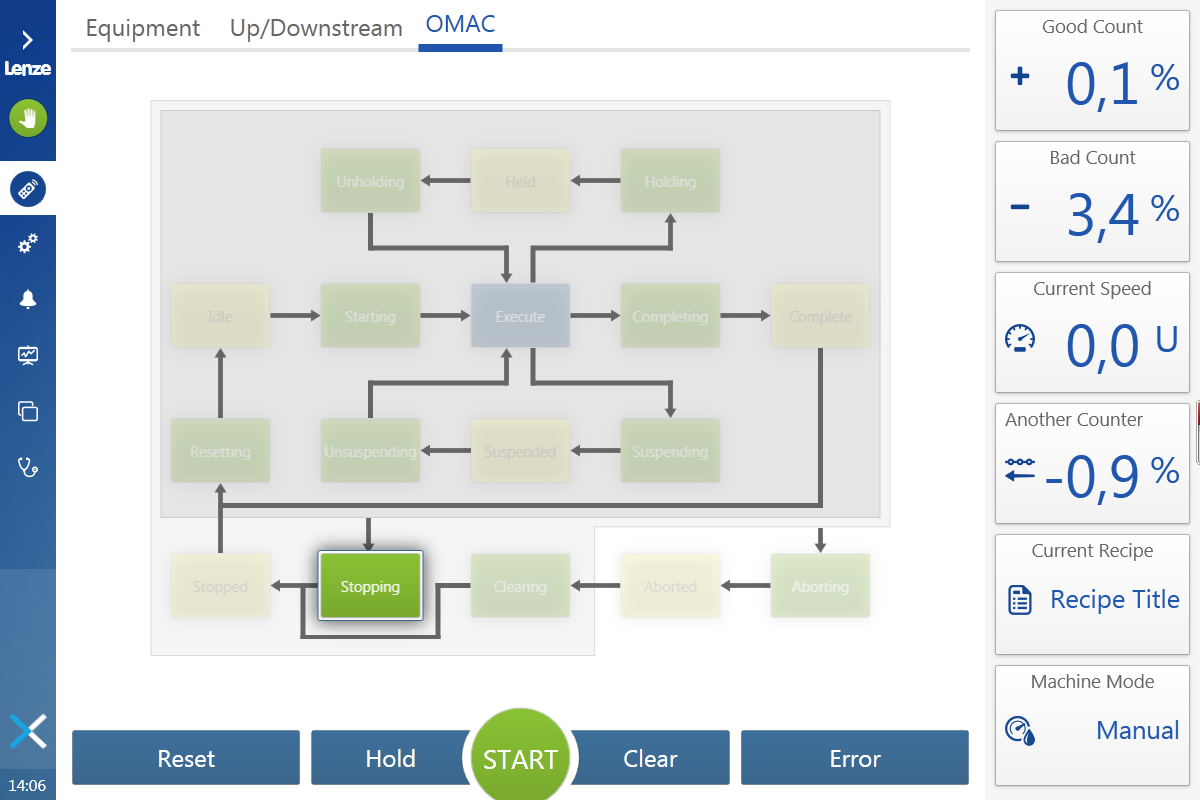 Lenze
14:06
Equipment Up/Downstream OMAC
Unholding Held Holding
Idle Starting Execute Completing Complete
Resetting Unsuspending Suspended Suspending
Stopped Stopping Clearing Aborted Aborting
Reset Hold START Clear Error
Good Count
+ 0,1 %
Bad Count
- 3,4 %
Current Speed
0,0 U
Another Counter
-0,9 %
Current Recipe
Recipe Title
Machine Mode
Manual